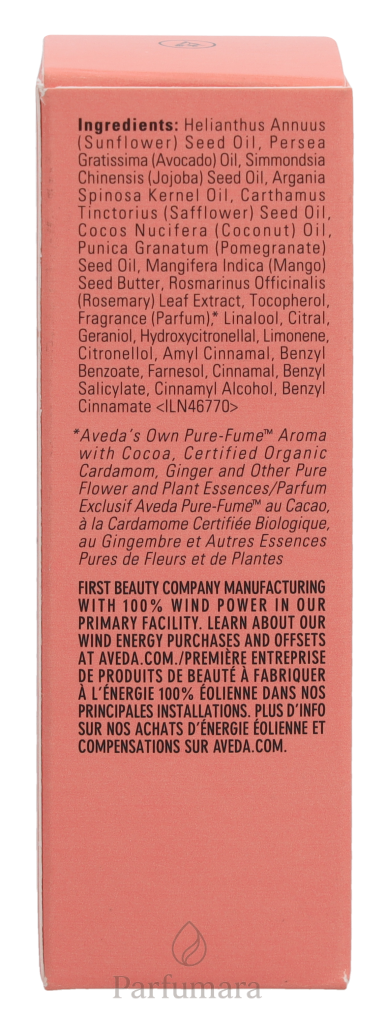 Ingredients: Helianthus Annuus
(Sunflower) Seed Oil, Persea
Gratissima (Avocado) Oil, Simmondsia
Chinensis (Jojoba) Seed Oil, Argania
Spinosa Kernel Oil, Carthamus
Tinctorius (Safflower) Seed Oil,
Cocos Nucifera (Coconut) Oil,
Punica Granatum (Pomegranate)
Seed Oil, Mangifera Indica (Mango)
Seed Butter, Rosmarinus Officinalis
(Rosemary) Leaf Extract, Tocopherol,
Fragrance (Parfum),* Linalool, Citral,
Geraniol, Hydroxycitronellal, Limonene,
Citronellol, Amyl Cinnamal, Benzyl
Benzoate, Farnesol, Cinnamal, Benzyl
Salicylate, Cinnamyl Alcohol, Benzyl
Cinnamate <ILN46770>
*Aveda's Own Pure-Fume™ Aroma
with Cocoa, Certified Organic
Cardamom, Ginger and Other Pure
Flower and Plant Essences/Parfum
Exclusif Aveda Pure-Fume™ au Cacao,
à la Cardamome Certifiée Biologique,
au Gingembre et Autres Essences
Pures de Fleurs et de Plantes
FIRST BEAUTY COMPANY MANUFACTURING
WITH 100% WIND POWER IN OUR
PRIMARY FACILITY. LEARN ABOUT OUR
WIND ENERGY PURCHASES AND OFFSETS
AT AVEDA.COM./PREMIÈRE ENTREPRISE
DE PRODUITS DE BEAUTÉ À FABRIQUER
À L'ÉNERGIE 100% ÉOLIENNE DANS NOS
PRINCIPALES INSTALLATIONS. PLUS D'INFO
SUR NOS ACHATS D'ÉNERGIE ÉOLIENNE ET
COMPENSATIONS SUR AVEDA.COM.
Parfumara